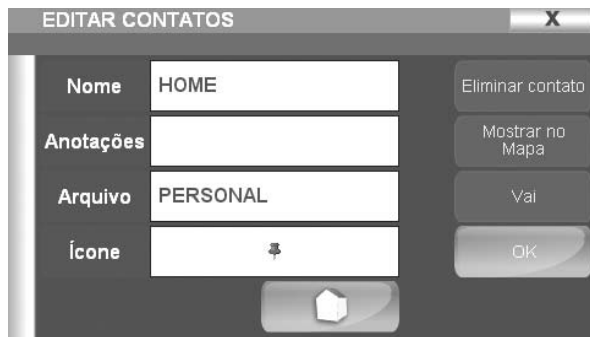 EDITAR CONTATOS X
Nome HOME Eliminar contato
Anotações Mostrar no
Mapa
Arquivo PERSONAL Vai
Ícone OK